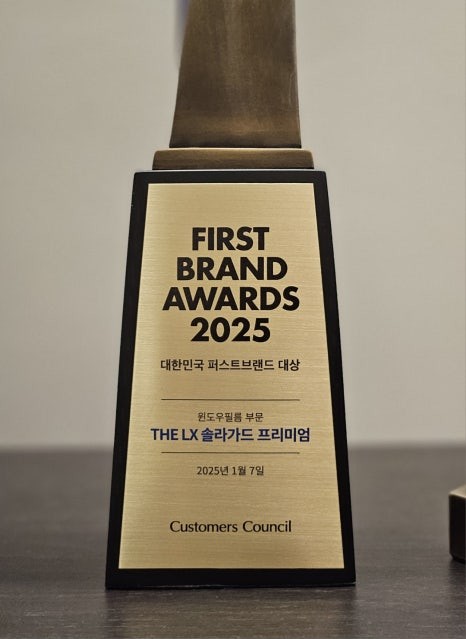 FIRST
BRAND
AWARDS
2025
대한민국 퍼스트브랜드 대상
윈도우필름 부문
THE LX 솔라가드 프리미엄
2025년 1월 7일
Customers Council